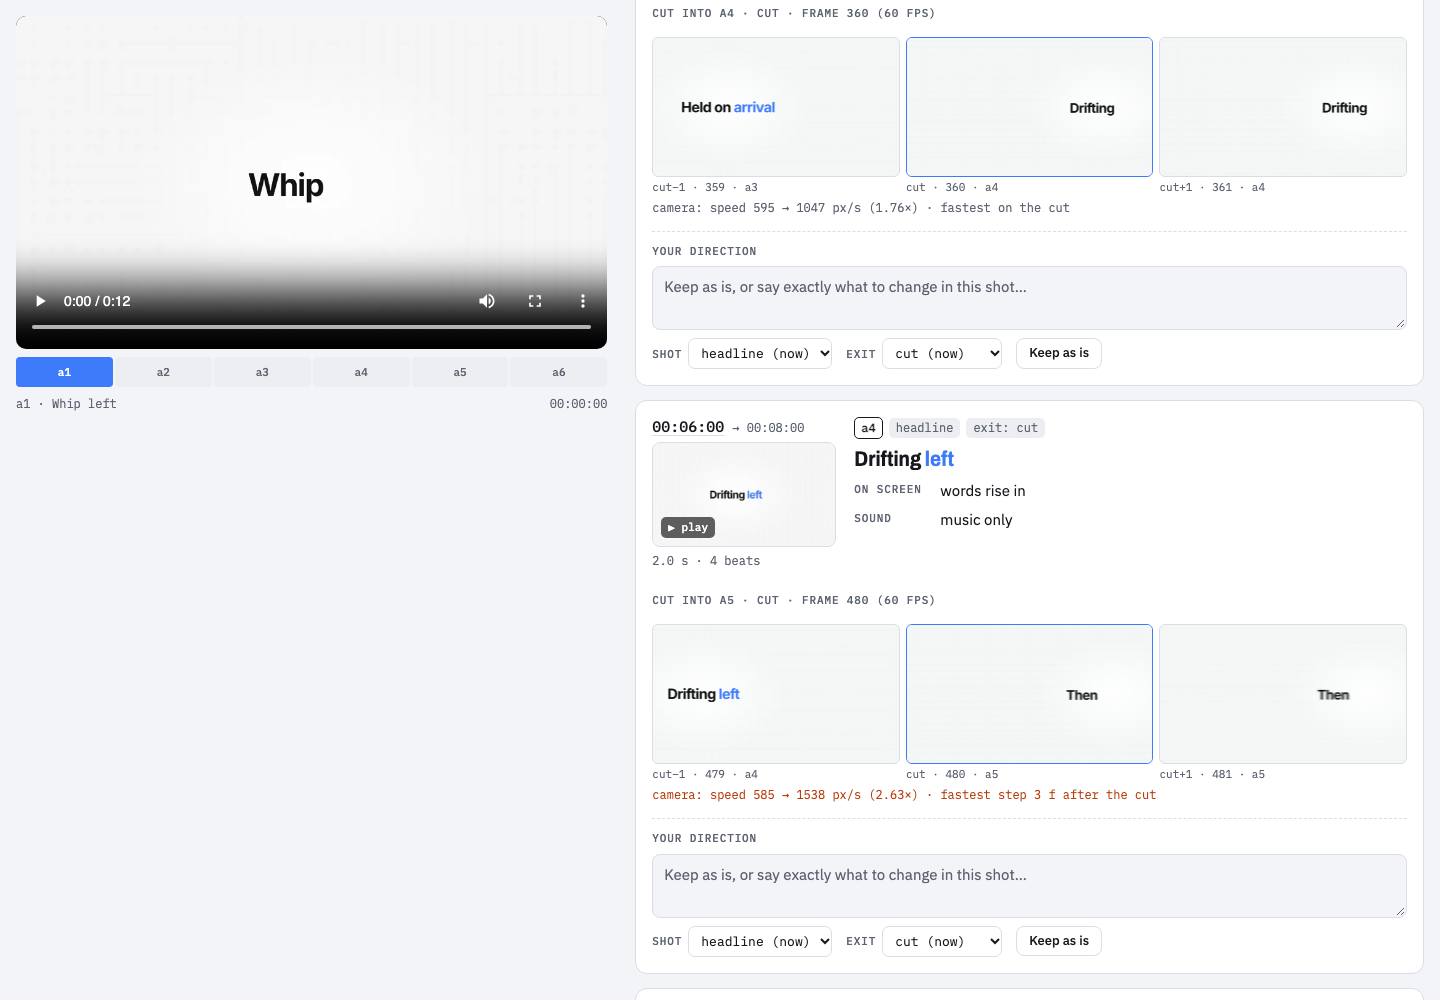 Whip
0:00 / 0:12
a1
a2
a3
a4
a5
a6
a1 · Whip left
00:00:00
CUT INTO A4 · CUT · FRAME 360 (60 FPS)
Held on arrival
Drifting
Drifting
cut−1 · 359 · a3
cut · 360 · a4
cut+1 · 361 · a4
camera: speed 595 → 1047 px/s (1.76×) · fastest on the cut
YOUR DIRECTION
Keep as is, or say exactly what to change in this shot...
SHOT headline (now) EXIT cut (now) Keep as is
00:06:00 → 00:08:00
a4 headline exit: cut
Drifting left
ON SCREEN words rise in
SOUND music only
Drifting left
▶ play
2.0 s · 4 beats
CUT INTO A5 · CUT · FRAME 480 (60 FPS)
Drifting left
Then
Then
cut−1 · 479 · a4
cut · 480 · a5
cut+1 · 481 · a5
camera: speed 585 → 1538 px/s (2.63×) · fastest step 3 f after the cut
YOUR DIRECTION
Keep as is, or say exactly what to change in this shot...
SHOT headline (now) EXIT cut (now) Keep as is